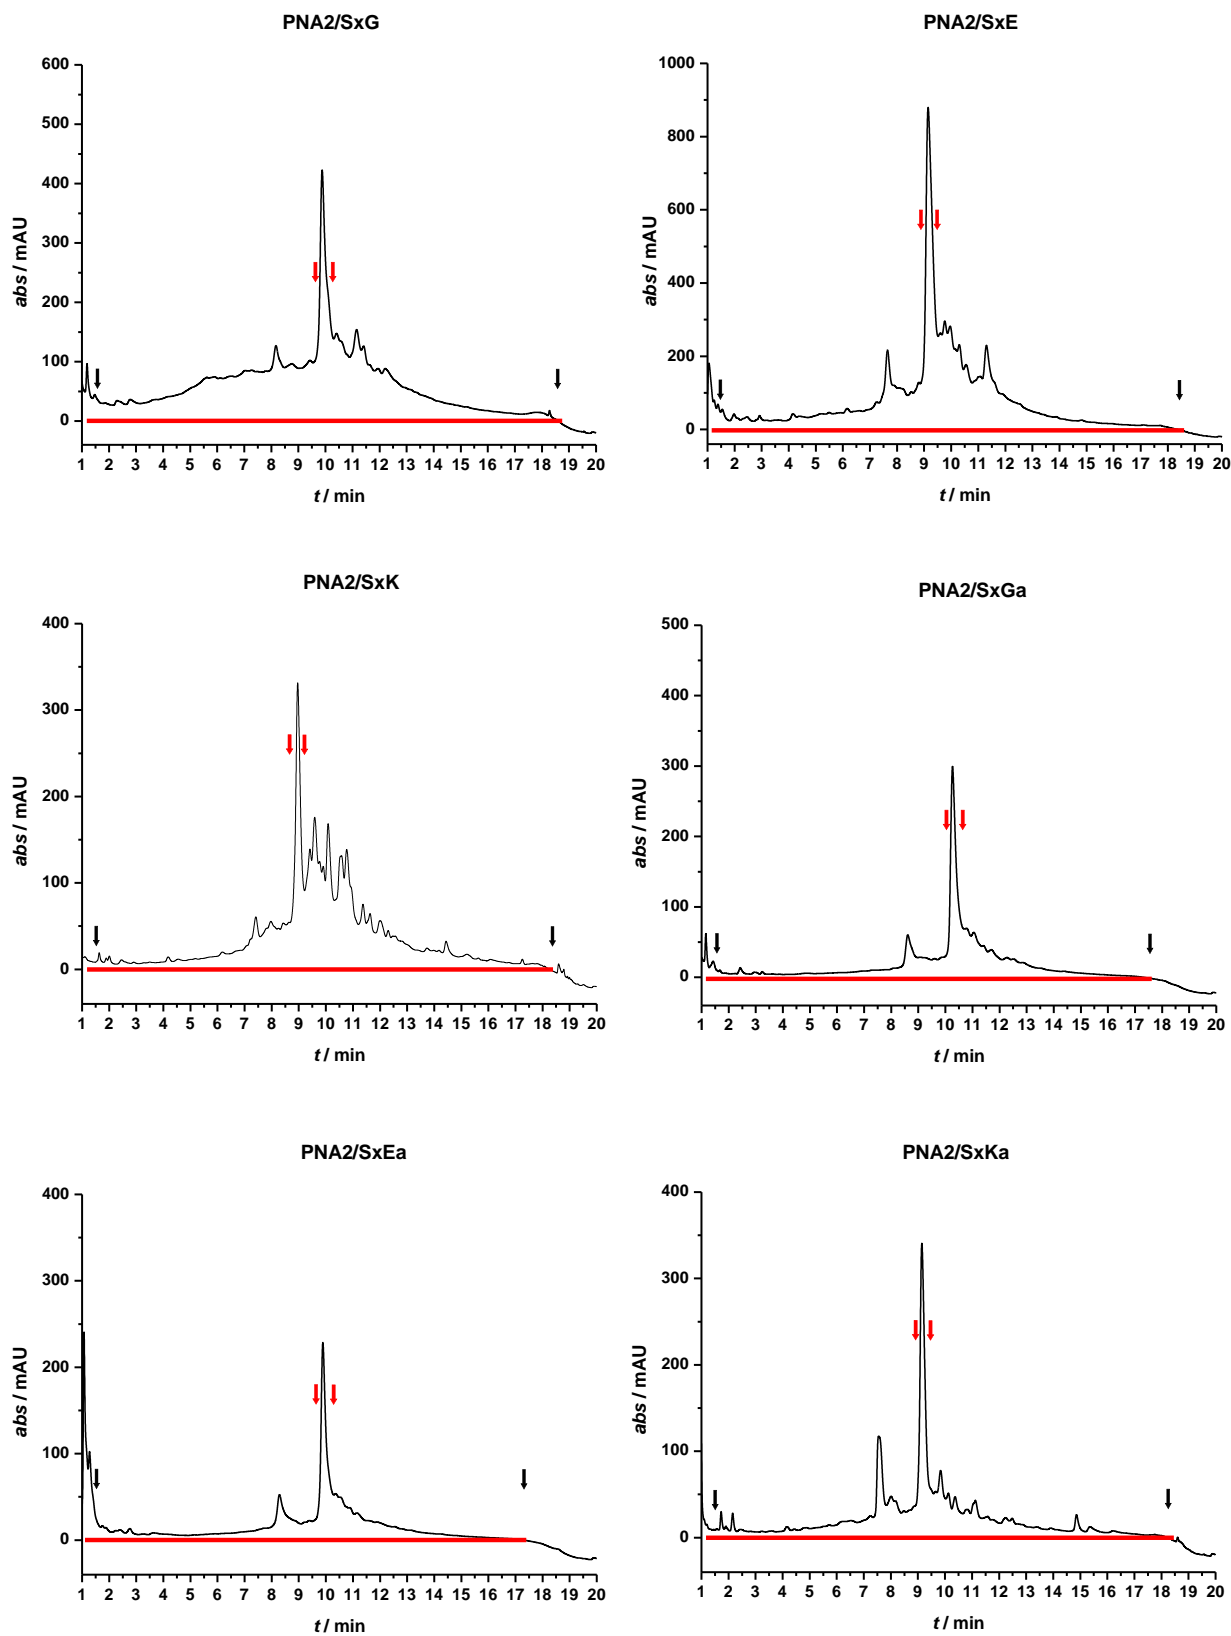 PNA2/SxG
600
500
400
300
200
100
0
abs / mAU
1 2 3 4 5 6 7 8 9 10 11 12 13 14 15 16 17 18 19 20
t / min
PNA2/SxE
1000
800
600
400
200
0
abs / mAU
1 2 3 4 5 6 7 8 9 10 11 12 13 14 15 16 17 18 19 20
t / min
PNA2/SxK
400
300
200
100
0
abs / mAU
1 2 3 4 5 6 7 8 9 10 11 12 13 14 15 16 17 18 19 20
t / min
PNA2/SxGa
500
400
300
200
100
0
abs / mAU
1 2 3 4 5 6 7 8 9 10 11 12 13 14 15 16 17 18 19 20
t / min
PNA2/SxEa
400
300
200
100
0
abs / mAU
1 2 3 4 5 6 7 8 9 10 11 12 13 14 15 16 17 18 19 20
t / min
PNA2/SxKa
400
300
200
100
0
abs / mAU
1 2 3 4 5 6 7 8 9 10 11 12 13 14 15 16 17 18 19 20
t / min